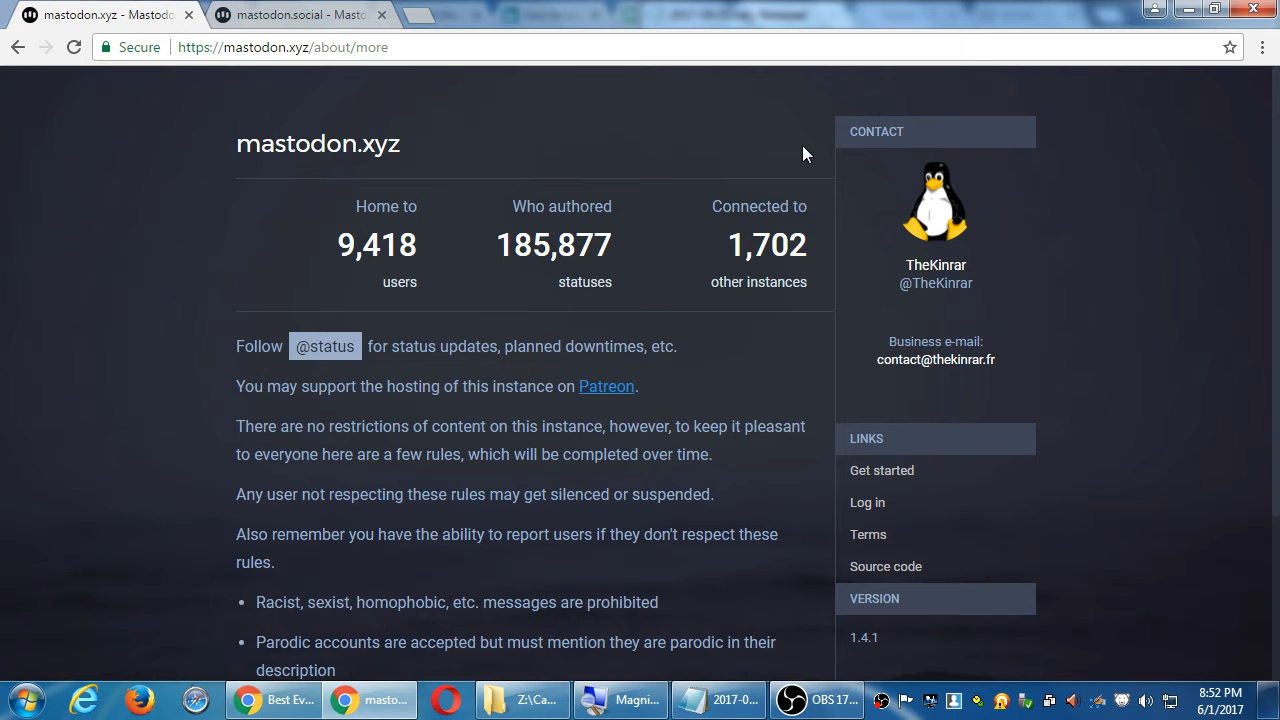 mastodon.xyz - Mastodo
mastodon.social - Masto
Secure
https://mastodon.xyz/about/more
mastodon.xyz
Home to
9,418
users
Who authored
185,877
statuses
Connected to
1,702
other instances
Follow @status for status updates, planned downtimes, etc.
You may support the hosting of this instance on Patreon.
There are no restrictions of content on this instance, however, to keep it pleasant
to everyone here are a few rules, which will be completed over time.
Any user not respecting these rules may get silenced or suspended.
Also remember you have the ability to report users if they don't respect these
rules.
• Racist, sexist, homophobic, etc. messages are prohibited
• Parodic accounts are accepted but must mention they are parodic in their
description
CONTACT
TheKinrar
@TheKinrar
Business e-mail:
contact@thekinrar.fr
LINKS
Get started
Log in
Terms
Source code
VERSION
1.4.1
Best Ev...
masto...
Z:\Ca...
Magni...
2017-0...
OBS 17...
8:52 PM
6/1/2017